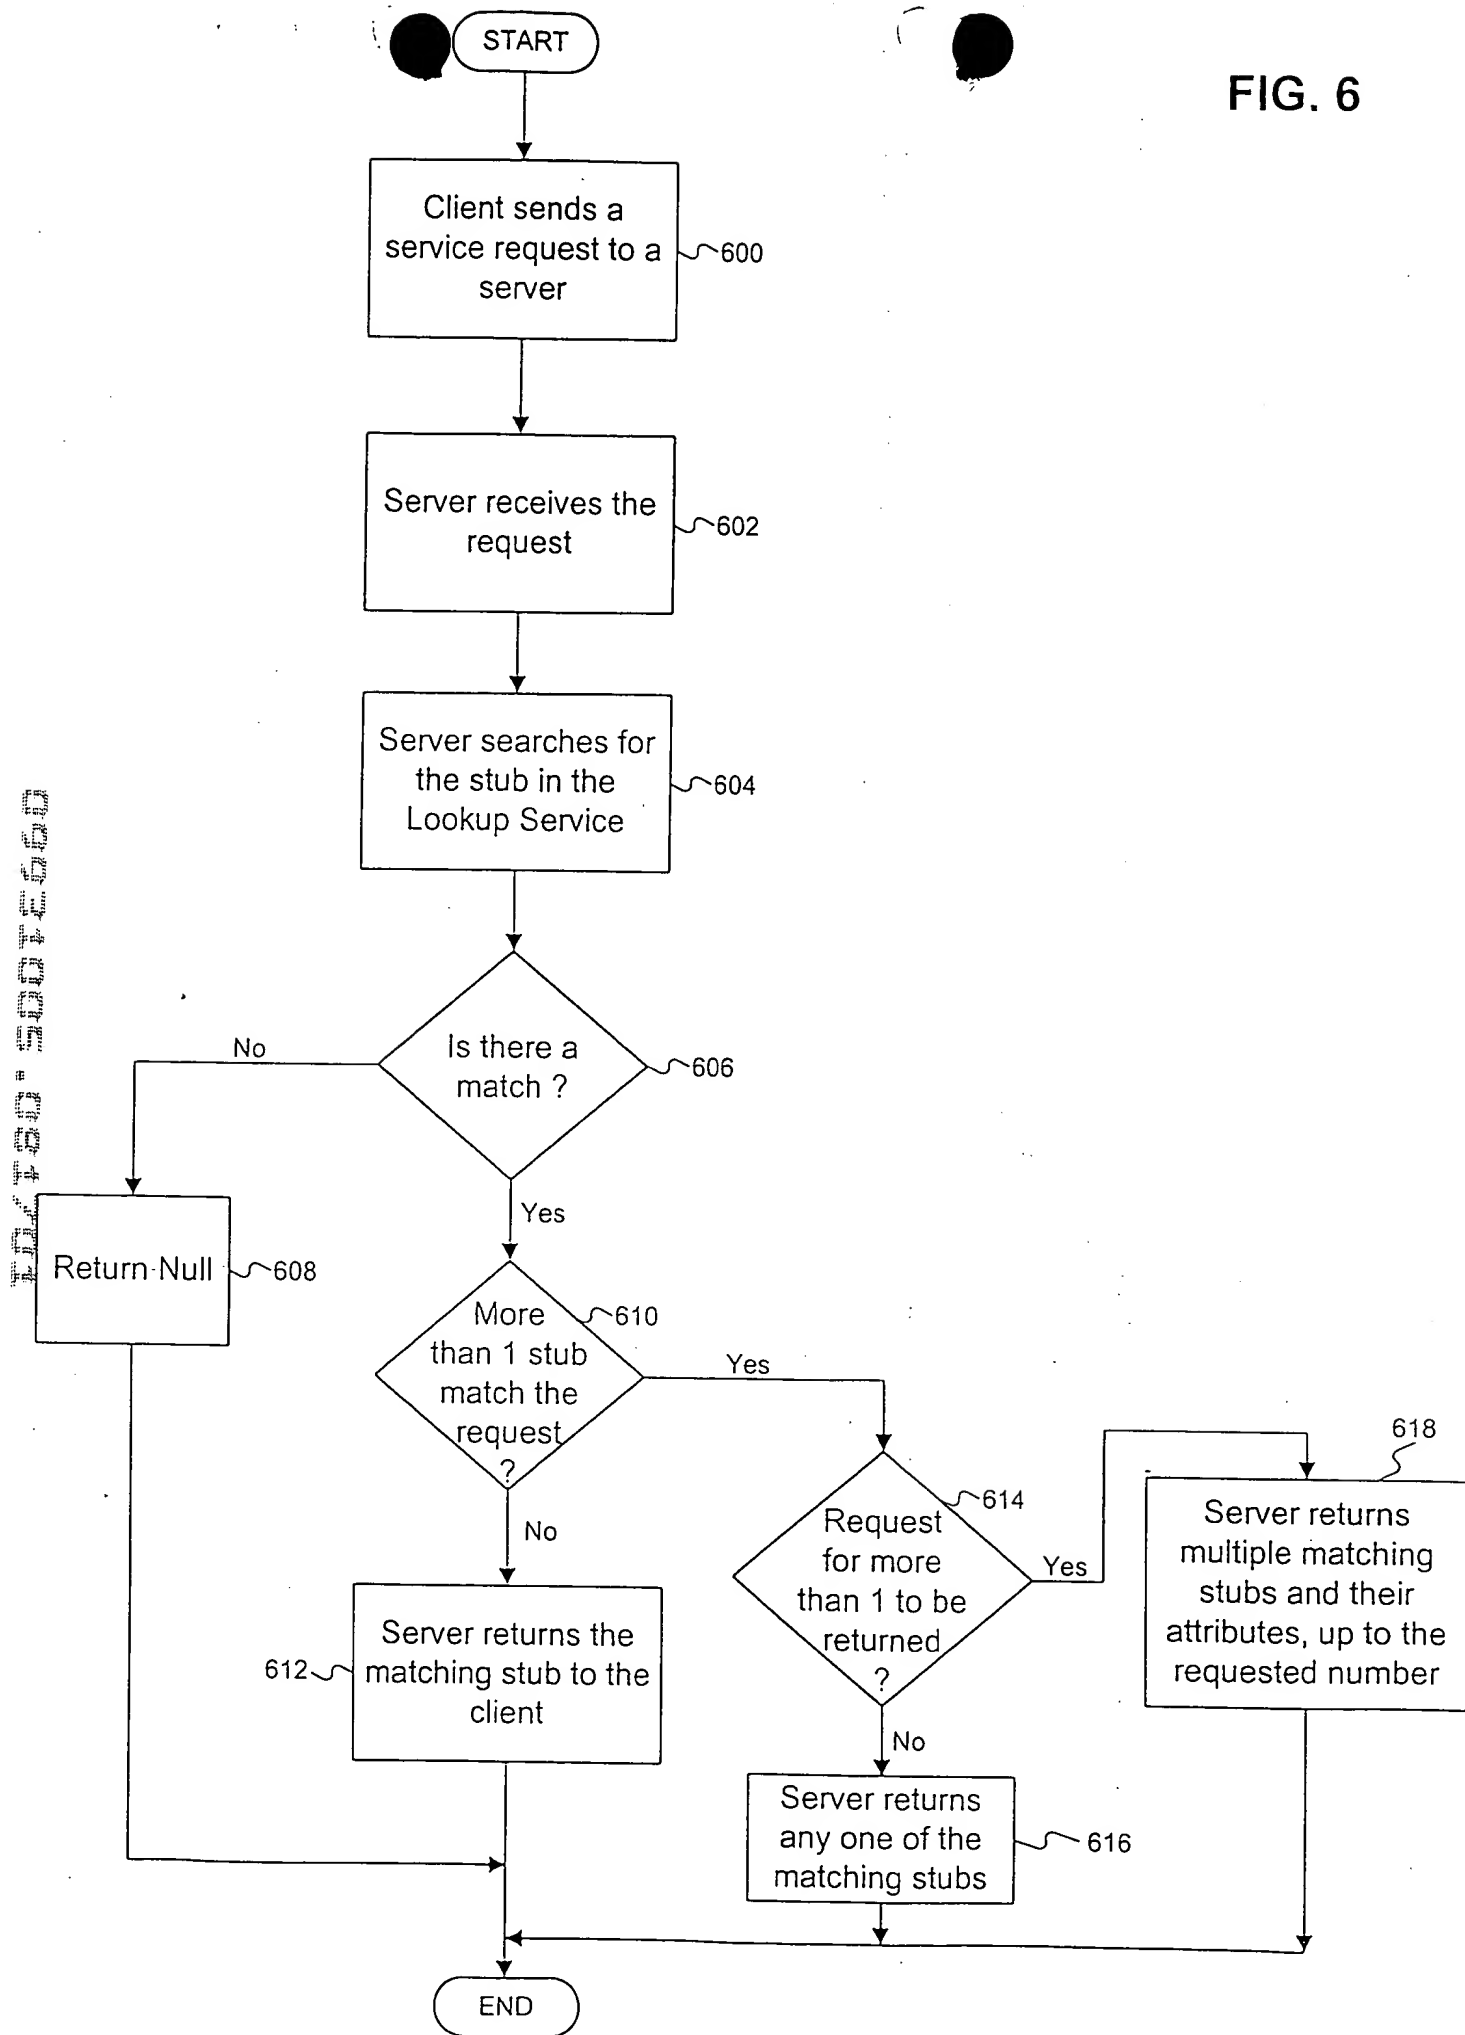 START
FIG. 6
Client sends a
service request to a
server
600
Server receives the
request
602
Server searches for
the stub in the
Lookup Service
604
Is there a
match ?
606
No
Yes
Return Null
608
More
than 1 stub
match the
request
?
610
Yes
No
Server returns the
matching stub to the
client
612
Request
for more
than 1 to be
returned
?
614
Yes
No
Server returns
any one of the
matching stubs
616
Server returns
multiple matching
stubs and their
attributes, up to the
requested number
618
END